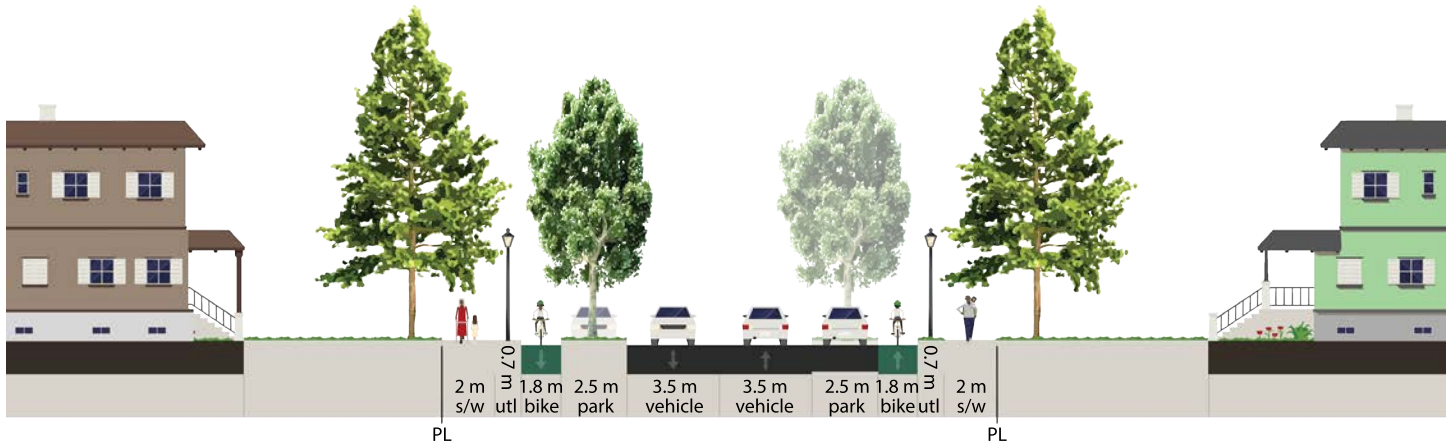 2 m
s/w
0.7 m
utl
1.8 m
bike
2.5 m
park
3.5 m
vehicle
3.5 m
vehicle
2.5 m
park
1.8 m
bike
0.7 m
utl
2 m
s/w
PL
PL